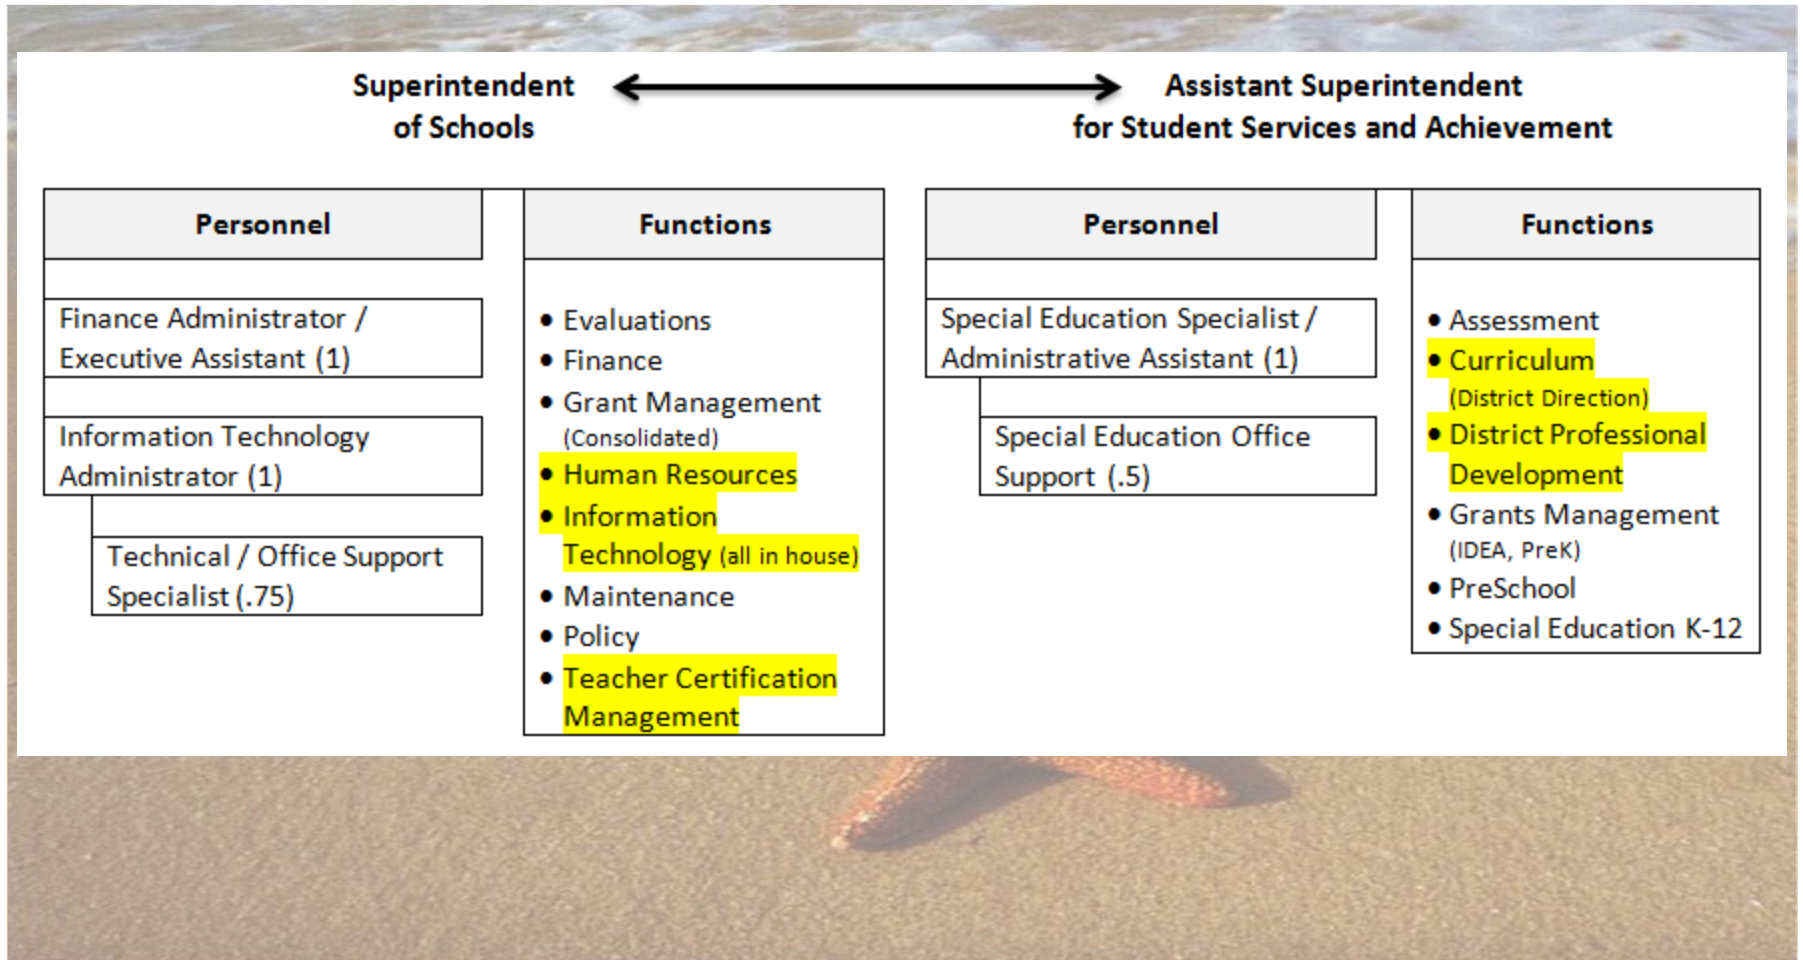 Superintendent
of Schools
Assistant Superintendent
for Student Services and Achievement
Personnel
Finance Administrator /
Executive Assistant (1)
Information Technology
Administrator (1)
Technical / Office Support
Specialist (.75)
Functions
• Evaluations
• Finance
• Grant Management
(Consolidated)
• Human Resources
• Information
Technology (all in house)
• Maintenance
• Policy
• Teacher Certification
Management
Personnel
Special Education Specialist /
Administrative Assistant (1)
Special Education Office
Support (.5)
Functions
• Assessment
• Curriculum
(District Direction)
• District Professional
Development
• Grants Management
(IDEA, PreK)
• PreSchool
• Special Education K-12